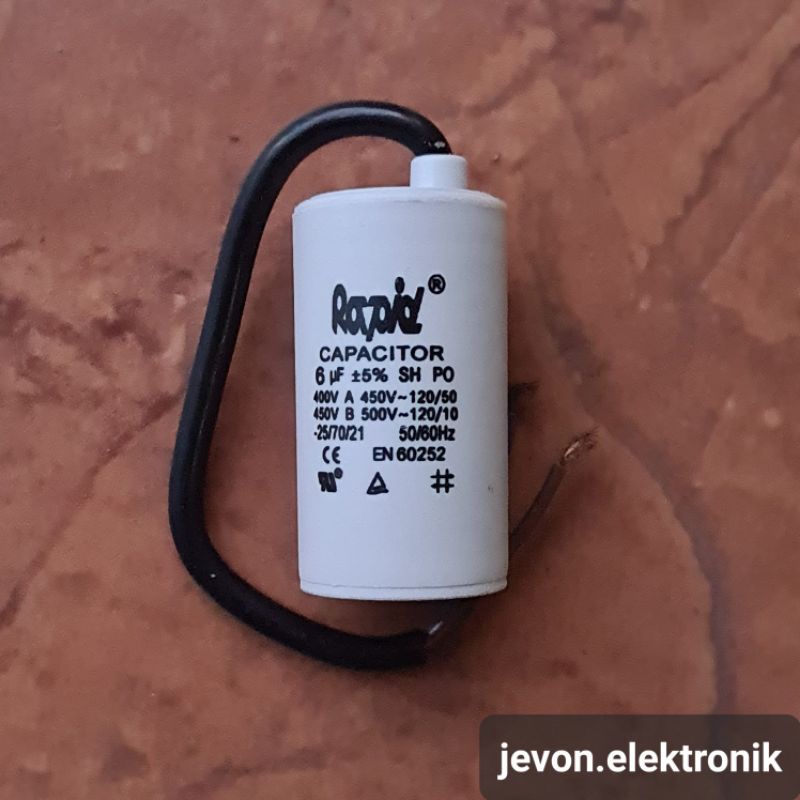 Rapid®
CAPACITOR
6 µF ±5% SH PO
400V A 450V~120/50
450V B 500V~120/10
-25/70/21 50/60Hz
CE EN 60252
jevon.elektronik